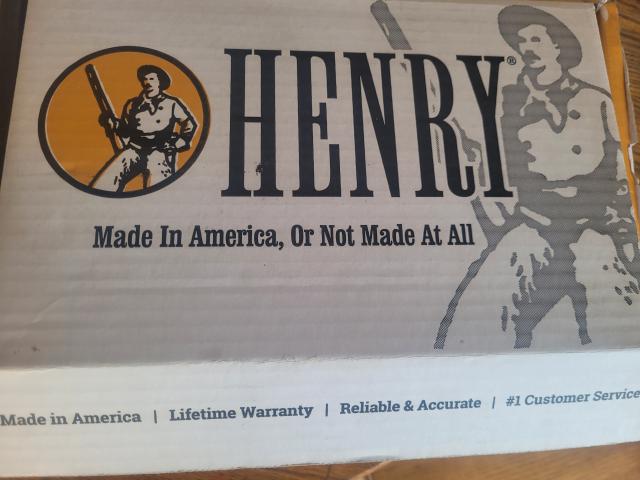 HENRY®
Made In America, Or Not Made At All
Made in America | Lifetime Warranty | Reliable & Accurate | #1 Customer Service